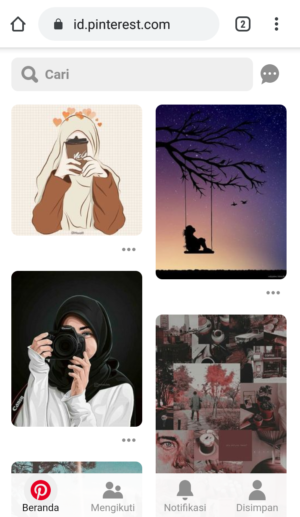 id.pinterest.com
2
Cari
Beranda
Mengikuti
Notifikasi
Disimpan